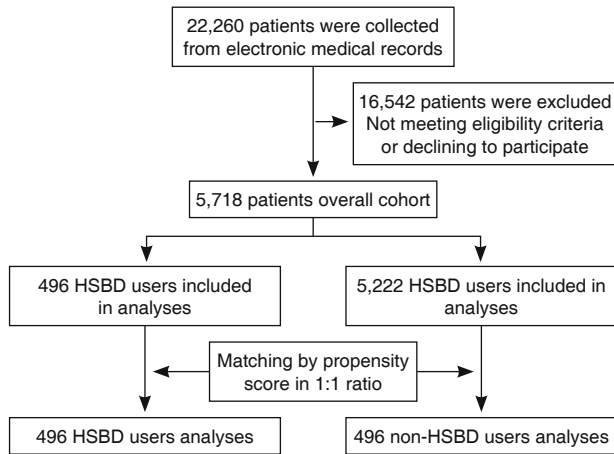 22,260 patients were collected
from electronic medical records
16,542 patients were excluded
Not meeting eligibility criteria
or declining to participate
5,718 patients overall cohort
496 HSBD users included
in analyses
5,222 HSBD users included in
analyses
Matching by propensity
score in 1:1 ratio
496 HSBD users analyses
496 non-HSBD users analyses